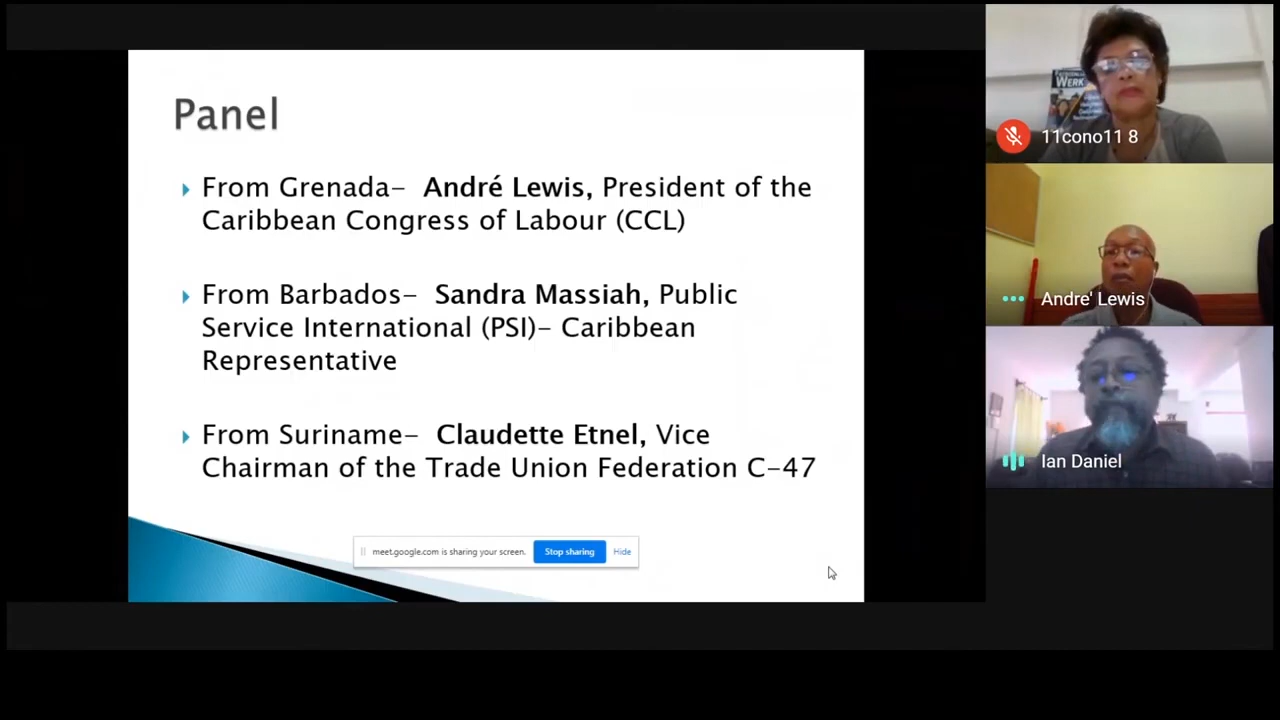 Panel
From Grenada– André Lewis, President of the
Caribbean Congress of Labour (CCL)
From Barbados– Sandra Massiah, Public
Service International (PSI)– Caribbean
Representative
From Suriname– Claudette Etnel, Vice
Chairman of the Trade Union Federation C–47
meet.google.com is sharing your screen. Stop sharing Hide
WERK
11cono11 8
Andre' Lewis
Ian Daniel